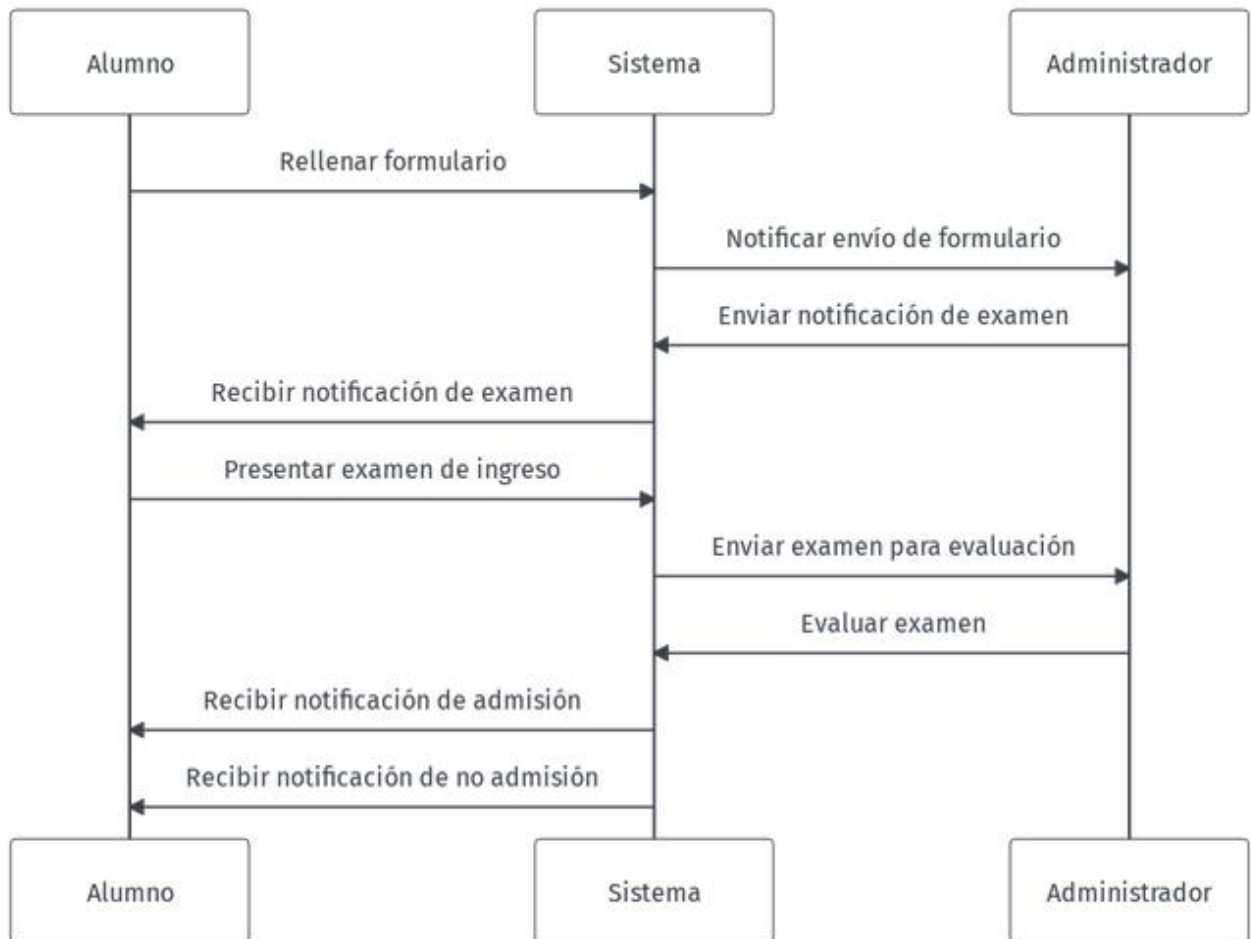 Alumno
Sistema
Administrador
Rellenar formulario
Notificar envío de formulario
Enviar notificación de examen
Recibir notificación de examen
Presentar examen de ingreso
Enviar examen para evaluación
Evaluar examen
Recibir notificación de admisión
Recibir notificación de no admisión
Alumno
Sistema
Administrador